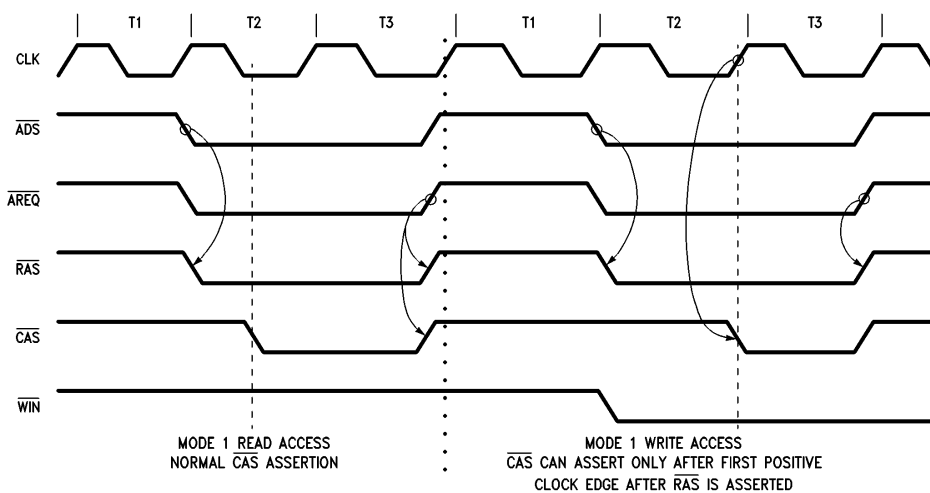 T1 T2 T3 T1 T2 T3
CLK
ADS
AREQ
RAS
CAS
WIN
MODE 1 READ ACCESS
NORMAL CAS ASSERTION
MODE 1 WRITE ACCESS
CAS CAN ASSERT ONLY AFTER FIRST POSITIVE
CLOCK EDGE AFTER RAS IS ASSERTED